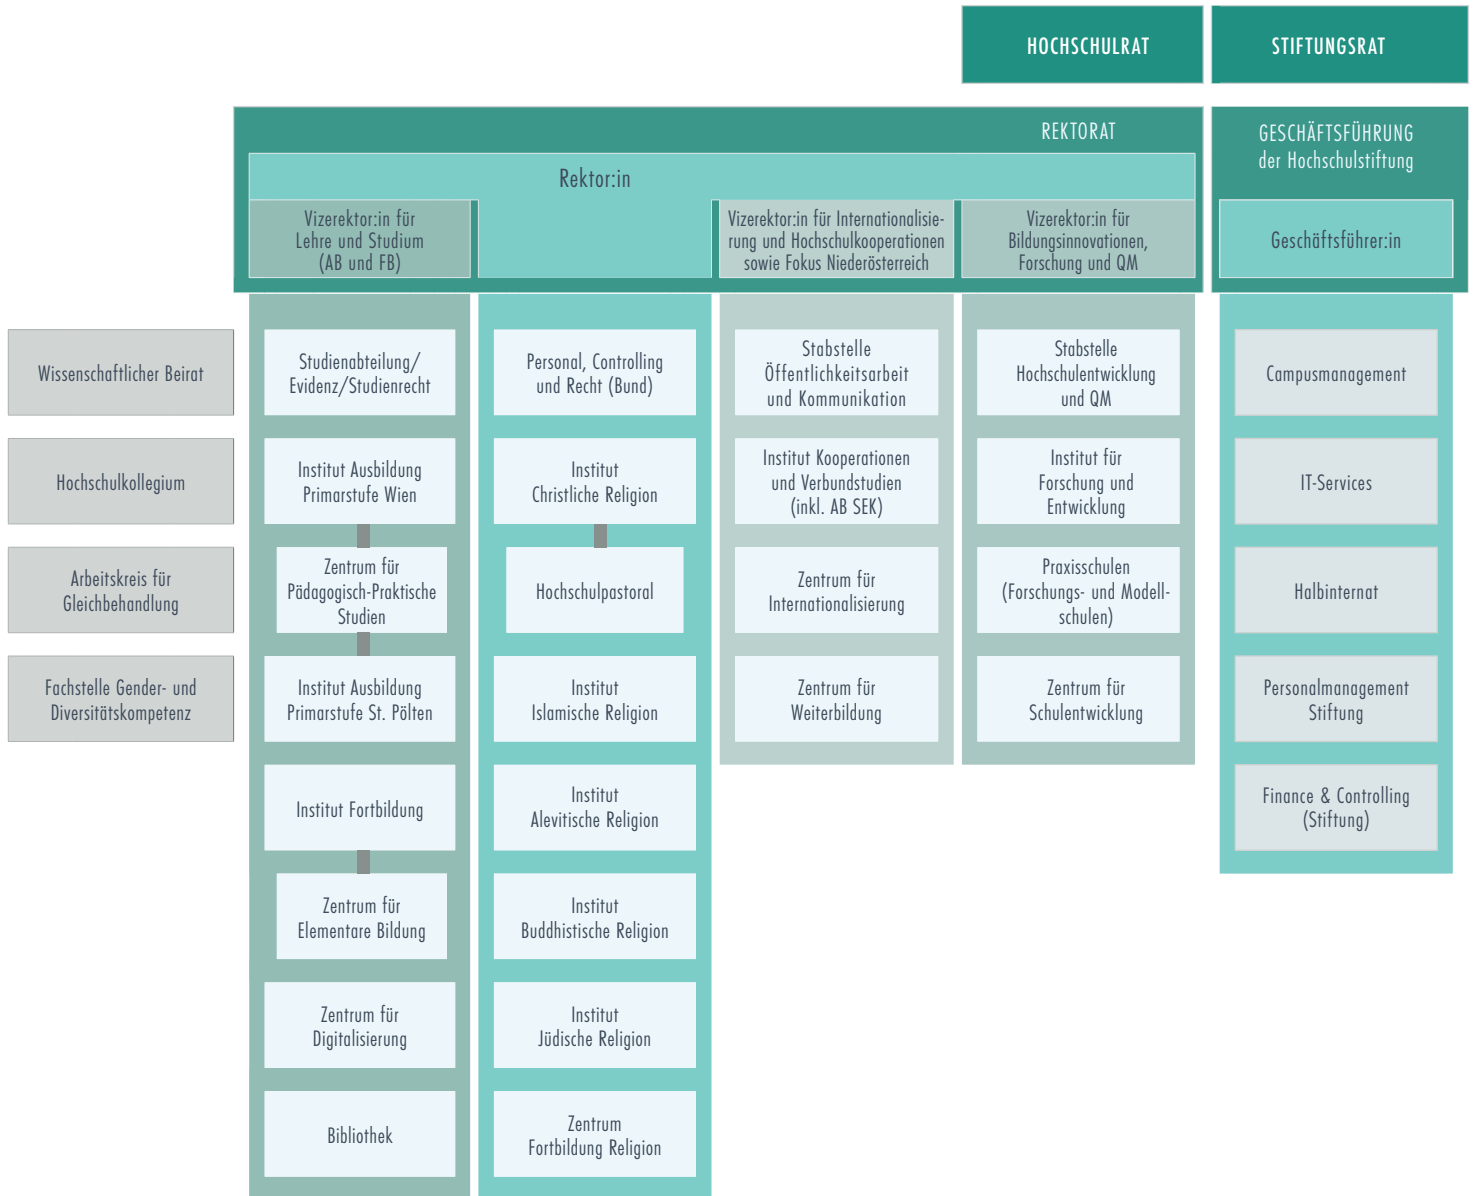 HOCHSCHULRAT
STIFTUNGSRAT
REKTORAT
GESCHÄFTSFÜHRUNG
der Hochschulstiftung
Rektor:in
Vizerektor:in für
Lehre und Studium
(AB und FB)
Vizerektor:in für Internationalisie-
rung und Hochschulkooperationen
sowie Fokus Niederösterreich
Vizerektor:in für
Bildungsinnovationen,
Forschung und QM
Geschäftsführer:in
Wissenschaftlicher Beirat
Hochschulkollegium
Arbeitskreis für
Gleichbehandlung
Fachstelle Gender- und
Diversitätskompetenz
Studienabteilung/
Evidenz/Studienrecht
Institut Ausbildung
Primarstufe Wien
Zentrum für
Pädagogisch-Praktische
Studien
Institut Ausbildung
Primarstufe St. Pölten
Institut Fortbildung
Zentrum für
Elementare Bildung
Zentrum für
Digitalisierung
Bibliothek
Personal, Controlling
und Recht (Bund)
Institut
Christliche Religion
Hochschulpastoral
Institut
Islamische Religion
Institut
Alevitische Religion
Institut
Buddhistische Religion
Institut
Jüdische Religion
Zentrum
Fortbildung Religion
Stabstelle
Öffentlichkeitsarbeit
und Kommunikation
Institut Kooperationen
und Verbundstudien
(inkl. AB SEK)
Zentrum für
Internationalisierung
Zentrum für
Weiterbildung
Stabstelle
Hochschulentwicklung
und QM
Institut für
Forschung und
Entwicklung
Praxisschulen
(Forschungs- und Modell-
schulen)
Zentrum für
Schulentwicklung
Campusmanagement
IT-Services
Halbinternat
Personalmanagement
Stiftung
Finance & Controlling
(Stiftung)